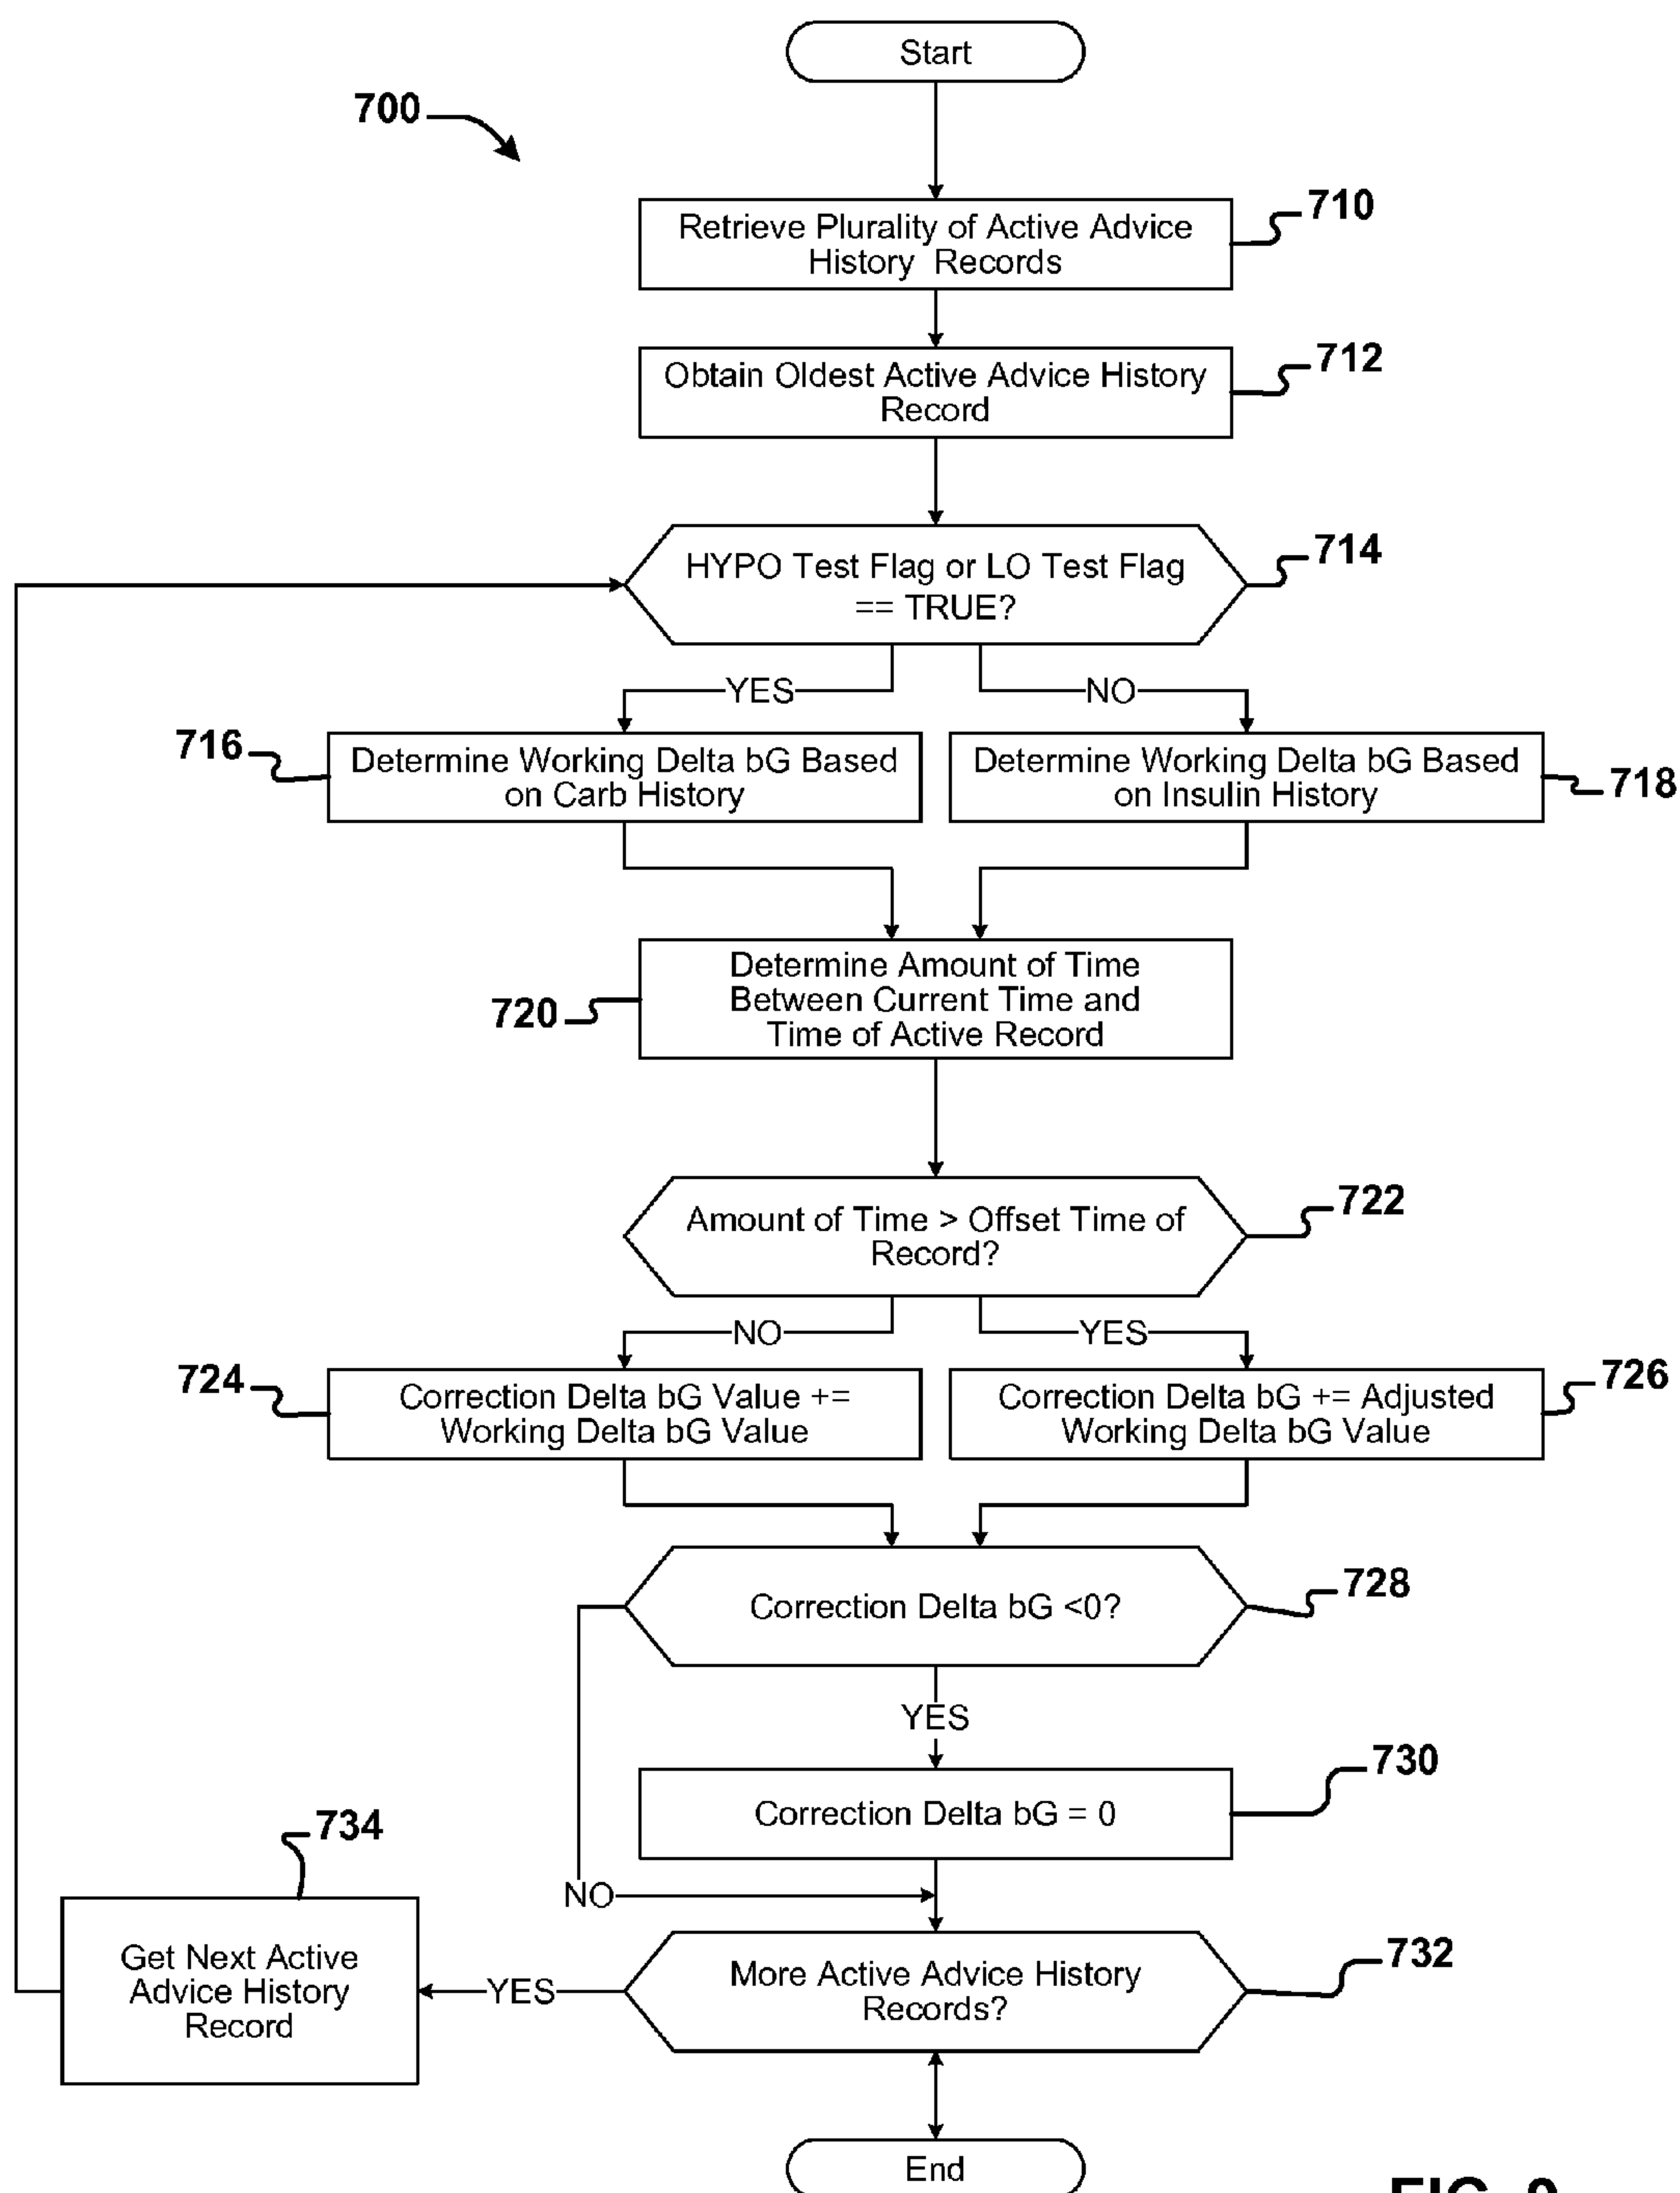 Start
700
Retrieve Plurality of Active Advice
History Records
710
Obtain Oldest Active Advice History
Record
712
HYPO Test Flag or LO Test Flag
== TRUE?
714
YES
NO
716
Determine Working Delta bG Based
on Carb History
Determine Working Delta bG Based
on Insulin History
718
Determine Amount of Time
Between Current Time and
Time of Active Record
720
Amount of Time > Offset Time of
Record?
722
NO
YES
724
Correction Delta bG Value +=
Working Delta bG Value
Correction Delta bG += Adjusted
Working Delta bG Value
726
Correction Delta bG <0?
728
YES
Correction Delta bG = 0
730
NO
734
Get Next Active
Advice History
Record
YES
More Active Advice History
Records?
732
End